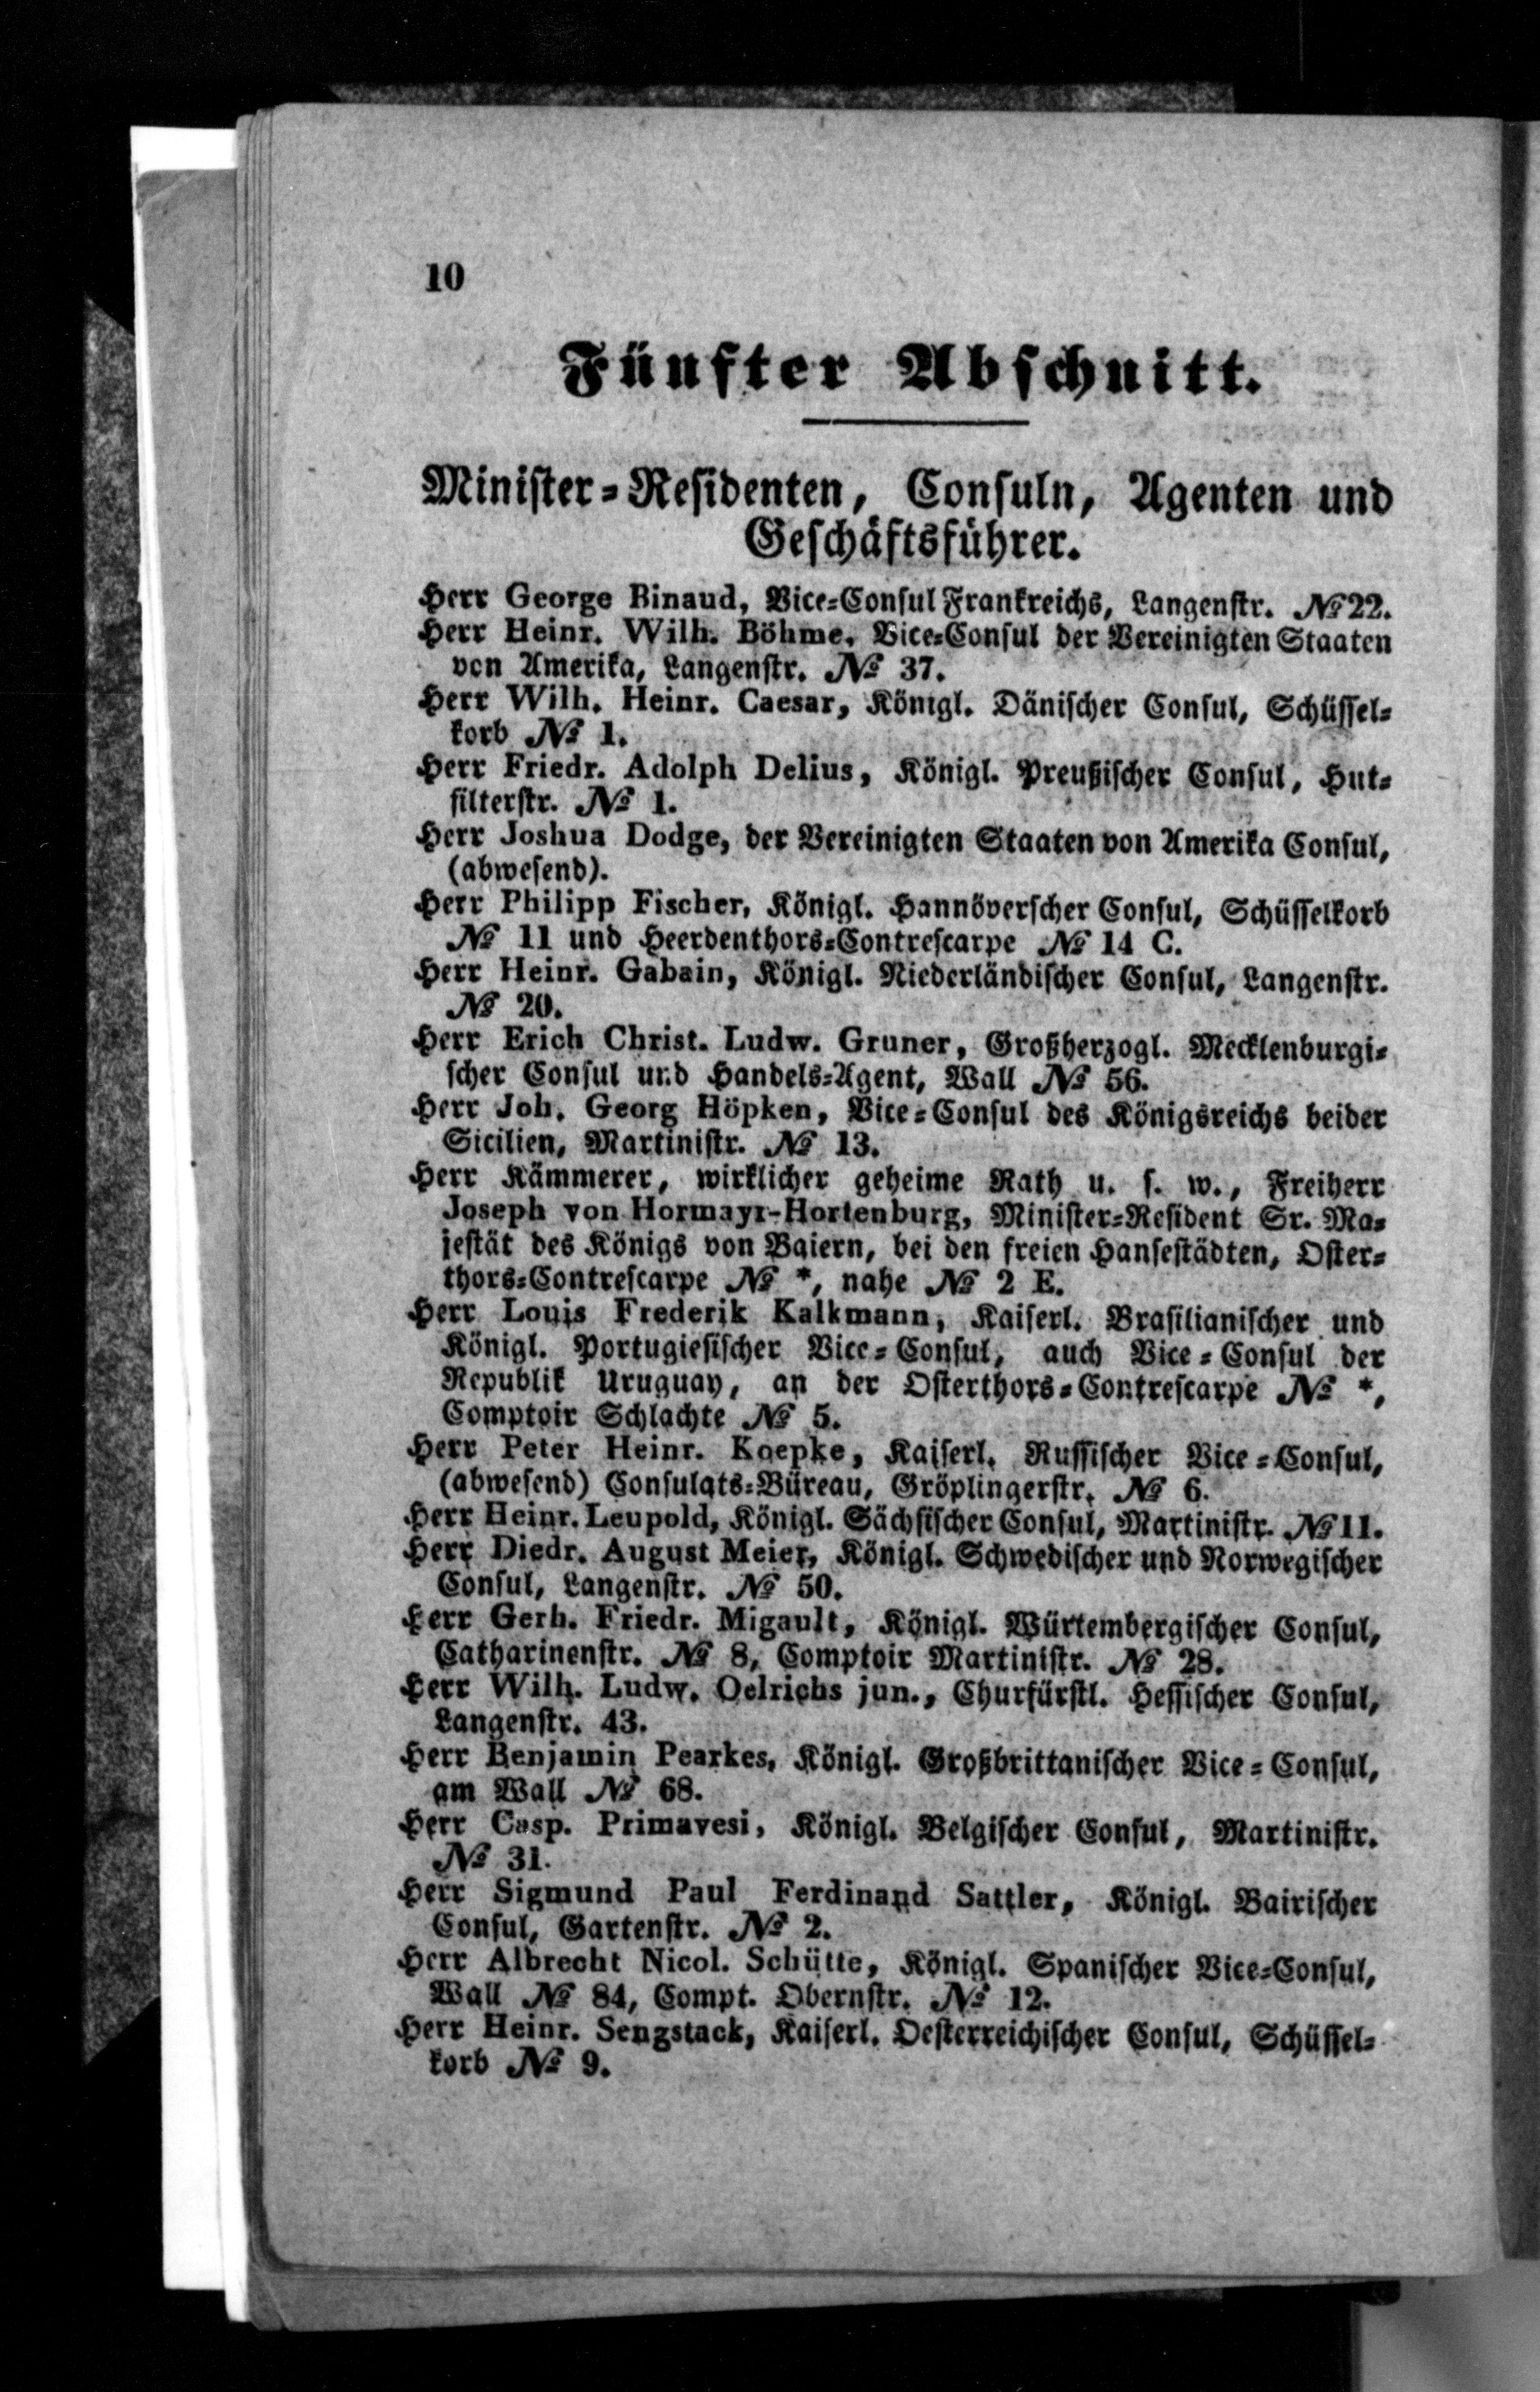 10
Fünfter Abschnitt.
Minister-Residenten, Consuln, Agenten und
Geschäftsführer.
Herr George Binaud, Vice-Consul Frankreichs, Langenstr. № 22.
Herr Heinr. Wilh. Böhme, Vice-Consul der Vereinigten Staaten
von Amerika, Langenstr. № 37.
Herr Wilh. Heinr. Caesar, Königl. Dänischer Consul, Schüssel-
korb № 1.
Herr Friedr. Adolph Delius, Königl. Preußischer Consul, Hut-
filterstr. № 1.
Herr Joshua Dodge, der Vereinigten Staaten von Amerika Consul,
(abwesend).
Herr Philipp Fischer, Königl. Hannöverscher Consul, Schüsselkorb
№ 11 und Heerdenthors-Contrescarpe № 14 C.
Herr Heinr. Gabain, Königl. Niederländischer Consul, Langenstr.
№ 20.
Herr Erich Christ. Ludw. Gruner, Großherzogl. Mecklenburgi-
scher Consul und Handels-Agent, Wall № 56.
Herr Joh. Georg Höpken, Vice-Consul des Königsreichs beider
Sicilien, Martinistr. № 13.
Herr Kämmerer, wirklicher geheime Rath u. s. w., Freiherr
Joseph von Hormayr-Hortenburg, Minister-Resident Sr. Ma-
jestät des Königs von Baiern, bei den freien Hansestädten, Oster-
thors-Contrescarpe № *, nahe № 2 E.
Herr Louis Frederik Kalkmann, Kaiserl. Brasilianischer und
Königl. Portugiesischer Vice-Consul, auch Vice-Consul der
Republik Uruguay, an der Osterthors-Contrescarpe № *,
Comptoir Schlachte № 5.
Herr Peter Heinr. Koepke, Kaiserl. Russischer Vice-Consul,
(abwesend) Consulats-Büreau, Gröplingerstr. № 6.
Herr Heinr. Leupold, Königl. Sächsischer Consul, Martinistr. № 11.
Herr Diedr. August Meier, Königl. Schwedischer und Norwegischer
Consul, Langenstr. № 50.
Herr Gerh. Friedr. Migault, Königl. Würtembergischer Consul,
Catharinenstr. № 8, Comptoir Martinistr. № 28.
Herr Wilh. Ludw. Oelrichs jun., Churfürstl. Hessischer Consul,
Langenstr. 43.
Herr Benjamin Pearkes, Königl. Großbrittanischer Vice-Consul,
am Wall № 68.
Herr Casp. Primavesi, Königl. Belgischer Consul, Martinistr.
№ 31.
Herr Sigmund Paul Ferdinand Sattler, Königl. Bairischer
Consul, Gartenstr. № 2.
Herr Albrecht Nicol. Schütte, Königl. Spanischer Vice-Consul,
Wall № 84, Compt. Obernstr. № 12.
Herr Heinr. Sengstack, Kaiserl. Oesterreichischer Consul, Schüssel-
korb № 9.